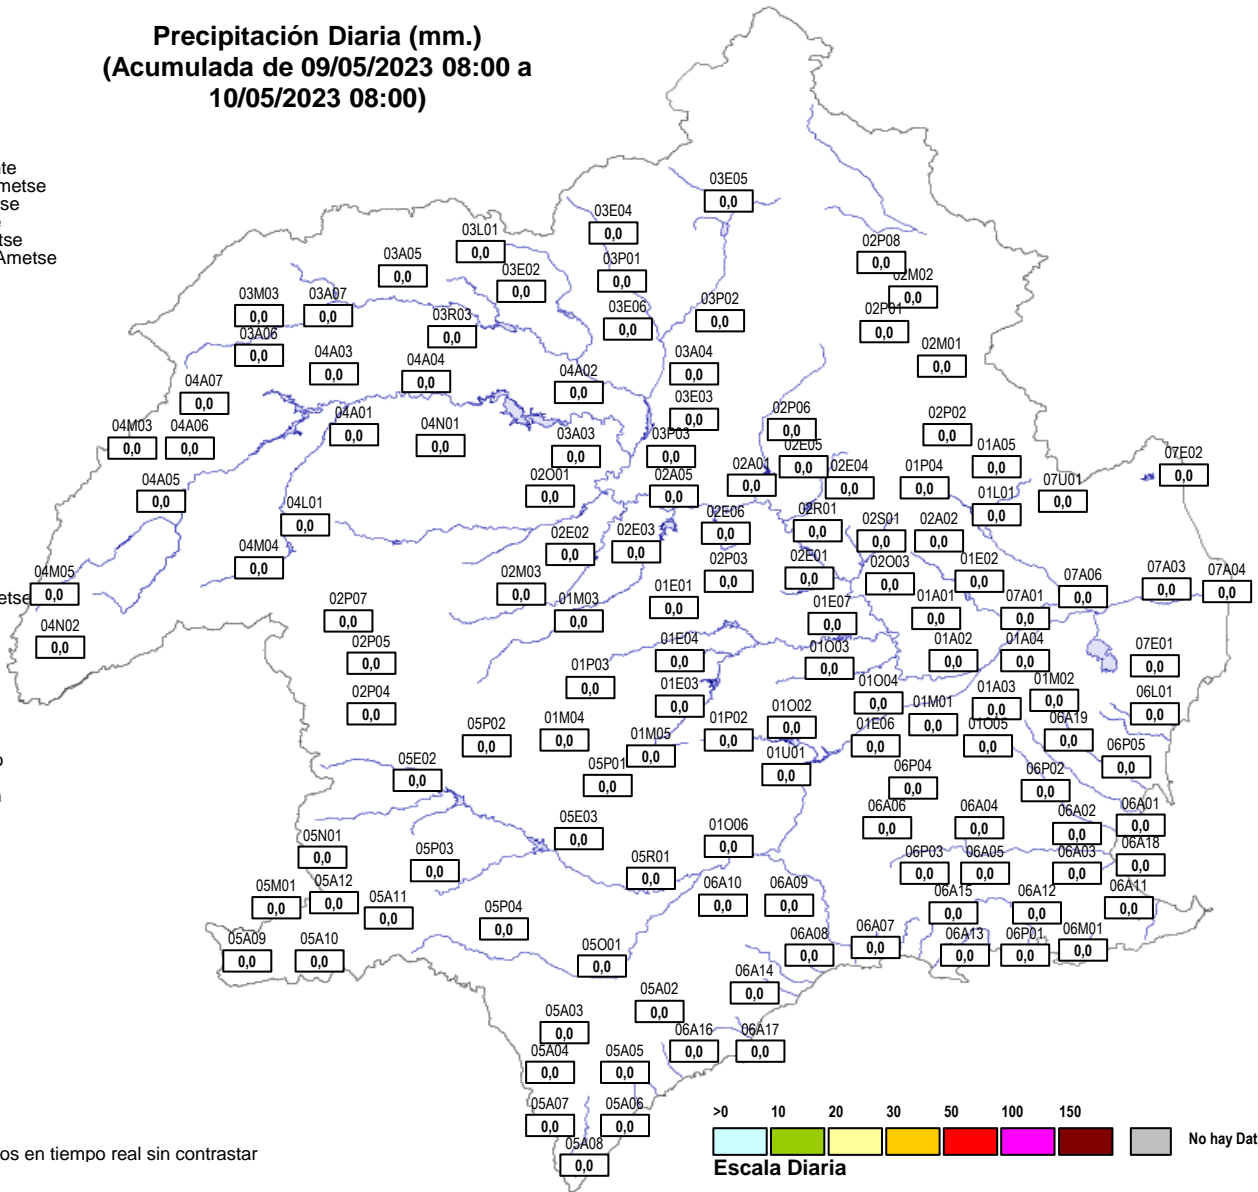 Precipitación Diaria (mm.)
(Acumulada de 09/05/2023 08:00 a
10/05/2023 08:00)
03E05
0,0
03E04
0,0
03L01
0,0
03A05
0,0
03P01
0,0
03E02
0,0
02P08
0,0
02M02
0,0
03M03
0,0
03A07
0,0
03R03
0,0
03E06
0,0
03P02
0,0
02P01
0,0
03A06
0,0
04A03
0,0
04A04
0,0
03A04
0,0
02M01
0,0
04A07
0,0
04A02
0,0
03E03
0,0
04M03
0,0
04A06
0,0
04A01
0,0
04N01
0,0
03A03
0,0
03P03
0,0
02P06
0,0
02E05
0,0
02P02
0,0
01A05
0,0
07E02
0,0
04A05
0,0
02O01
0,0
02A05
0,0
02A01
0,0
02E04
0,0
01P04
0,0
01L01
0,0
07U01
0,0
04L01
0,0
02E06
0,0
02R01
0,0
02S01
0,0
02A02
0,0
04M04
0,0
02E02
0,0
02E03
0,0
02P03
0,0
02E01
0,0
02O03
0,0
01E02
0,0
04M05
0,0
02M03
0,0
01M03
0,0
01E01
0,0
01E07
0,0
01A01
0,0
07A01
0,0
07A06
0,0
07A03
0,0
07A04
0,0
04N02
0,0
02P07
0,0
02P05
0,0
01E04
0,0
01O03
0,0
01A02
0,0
01A04
0,0
07E01
0,0
02P04
0,0
01P03
0,0
01E03
0,0
01O04
0,0
01M01
0,0
01A03
0,0
01M02
0,0
06L01
0,0
05P02
0,0
01M04
0,0
01M05
0,0
01P02
0,0
01O02
0,0
01E06
0,0
01O05
0,0
06A19
0,0
06P05
0,0
05E02
0,0
05P01
0,0
01U01
0,0
06P04
0,0
06P02
0,0
05E03
0,0
01O06
0,0
06A06
0,0
06A04
0,0
06A02
0,0
06A01
0,0
05N01
0,0
05P03
0,0
05R01
0,0
06P03
0,0
06A05
0,0
06A03
0,0
06A18
0,0
05M01
0,0
05A12
0,0
05A11
0,0
05P04
0,0
06A10
0,0
06A09
0,0
06A15
0,0
06A12
0,0
06A11
0,0
05A09
0,0
05A10
0,0
05O01
0,0
06A08
0,0
06A07
0,0
06A13
0,0
06P01
0,0
06M01
0,0
05A02
0,0
06A14
0,0
05A03
0,0
06A16
0,0
06A17
0,0
05A04
0,0
05A05
0,0
05A07
0,0
05A06
0,0
05A08
0,0
>0 10 20 30 50 100 150
No hay Dat
Escala Diaria
os en tiempo real sin contrastar